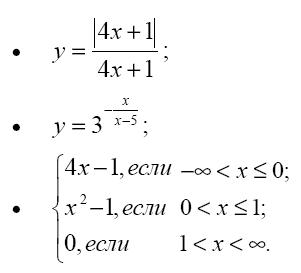 • y = |4x+1| / 4x+1 ;
• y = 3^(-x/(x-5)) ;
• { 4x − 1, если −∞ < x ≤ 0;
x² − 1, если 0 < x ≤ 1;
0, если 1 < x < ∞.